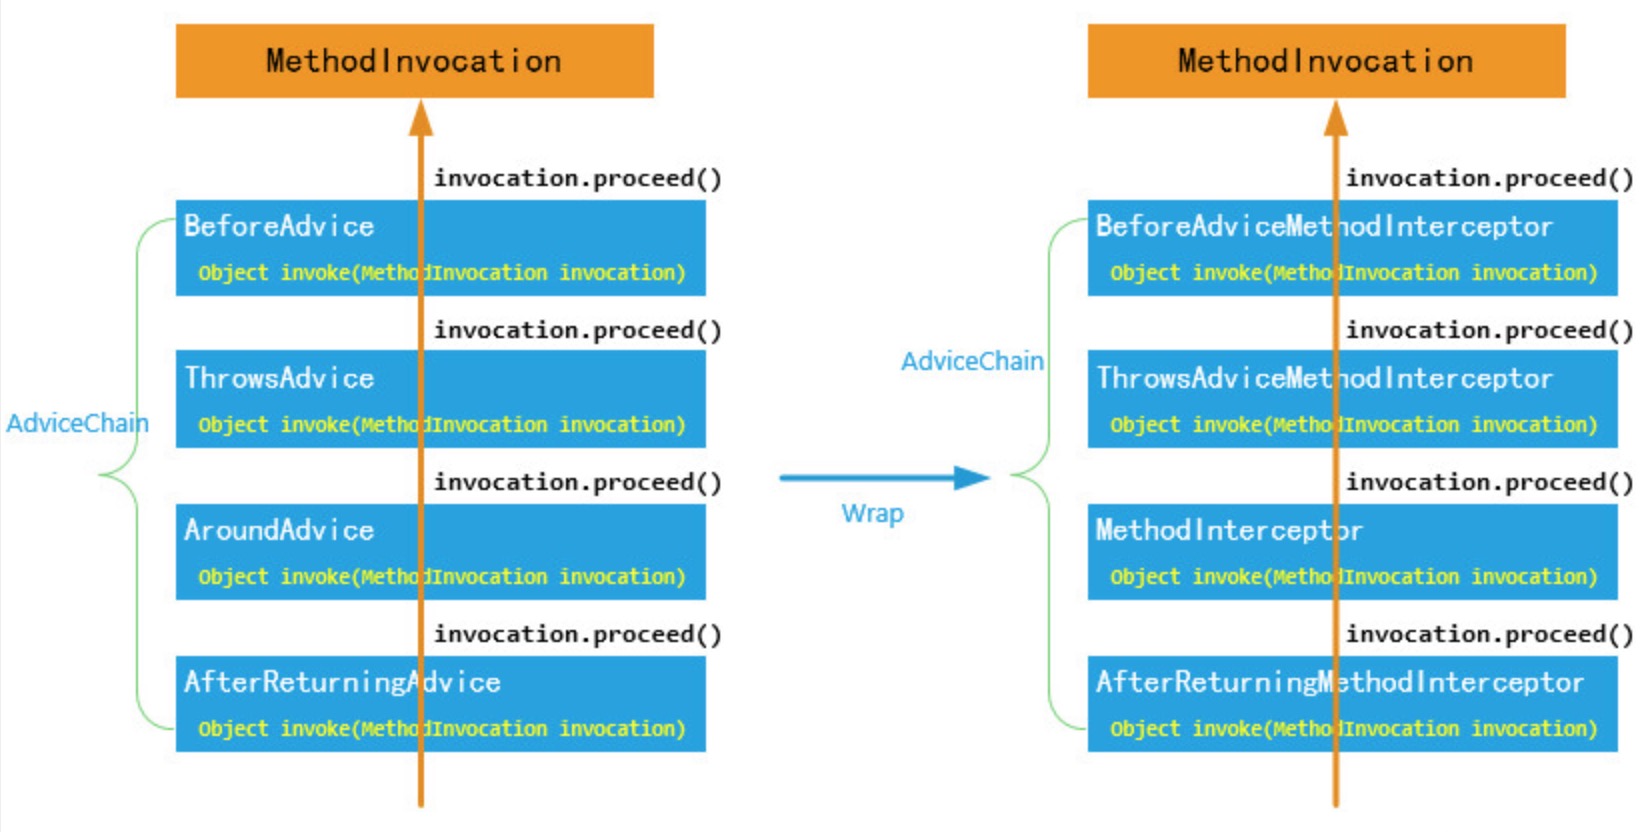 MethodInvocation
invocation.proceed()
BeforeAdvice
Object invoke(MethodInvocation invocation)
invocation.proceed()
ThrowsAdvice
Object invoke(MethodInvocation invocation)
AdviceChain
invocation.proceed()
AroundAdvice
Object invoke(MethodInvocation invocation)
invocation.proceed()
AfterReturningAdvice
Object invoke(MethodInvocation invocation)
Wrap
MethodInvocation
invocation.proceed()
BeforeAdviceMethodInterceptor
Object invoke(MethodInvocation invocation)
invocation.proceed()
AdviceChain
ThrowsAdviceMethodInterceptor
Object invoke(MethodInvocation invocation)
invocation.proceed()
MethodInterceptor
Object invoke(MethodInvocation invocation)
invocation.proceed()
AfterReturningMethodInterceptor
Object invoke(MethodInvocation invocation)